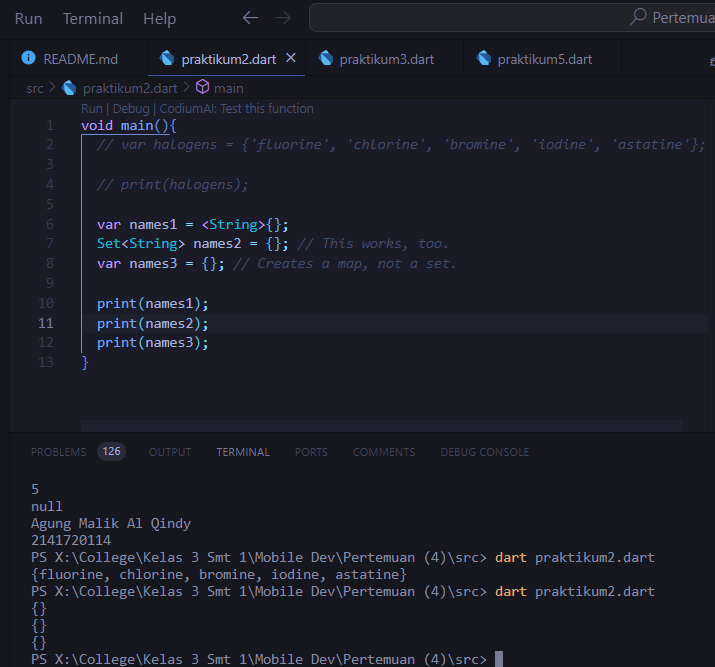 Run Terminal Help ← → Pertemua
README.md praktikum2.dart × praktikum3.dart praktikum5.dart
src > praktikum2.dart > main
Run | Debug | CodiumAI: Test this function
1 void main(){
2 // var halogens = {'fluorine', 'chlorine', 'bromine', 'iodine', 'astatine'};
3
4 // print(halogens);
5
6 var names1 = <String>{};
7 Set<String> names2 = {}; // This works, too.
8 var names3 = {}; // Creates a map, not a set.
9
10 print(names1);
11 print(names2);
12 print(names3);
13 }
PROBLEMS 126 OUTPUT TERMINAL PORTS COMMENTS DEBUG CONSOLE
5
null
Agung Malik Al Qindy
2141720114
PS X:\College\Kelas 3 Smt 1\Mobile Dev\Pertemuan (4)\src> dart praktikum2.dart
{fluorine, chlorine, bromine, iodine, astatine}
PS X:\College\Kelas 3 Smt 1\Mobile Dev\Pertemuan (4)\src> dart praktikum2.dart
{}
{}
{}
PS X:\College\Kelas 3 Smt 1\Mobile Dev\Pertemuan (4)\src>